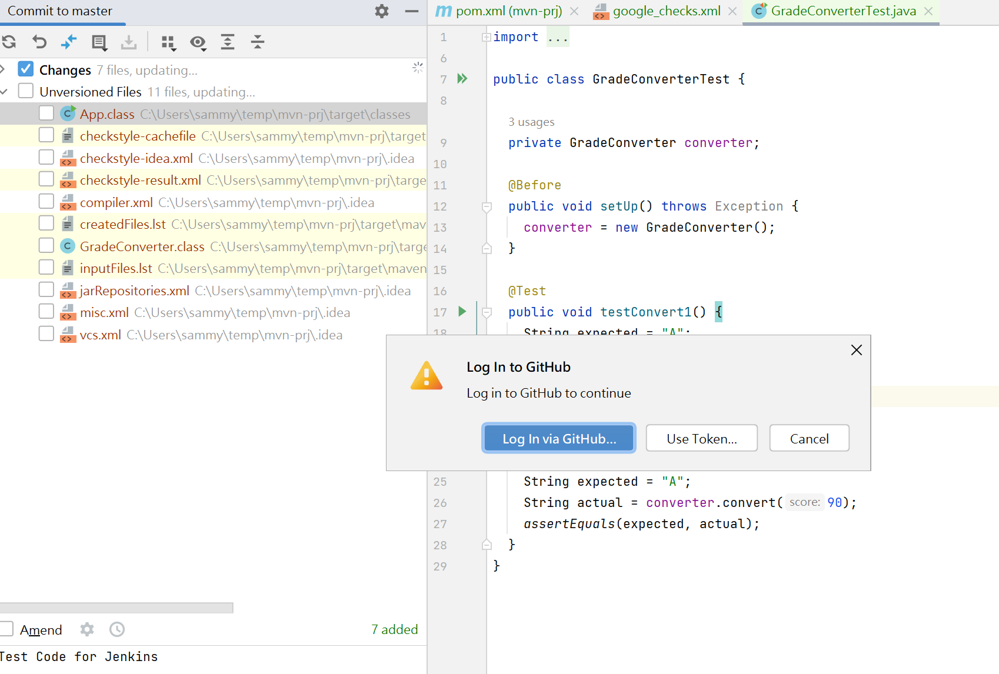 Commit to master
Changes 7 files, updating...
Unversioned Files 11 files, updating...
App.class C:\Users\sammy\temp\mvn-prj\target\classes
checkstyle-cachefile C:\Users\sammy\temp\mvn-prj\target
checkstyle-idea.xml C:\Users\sammy\temp\mvn-prj\.idea
checkstyle-result.xml C:\Users\sammy\temp\mvn-prj\targe
compiler.xml C:\Users\sammy\temp\mvn-prj\.idea
createdFiles.lst C:\Users\sammy\temp\mvn-prj\target\mav
GradeConverter.class C:\Users\sammy\temp\mvn-prj\targe
inputFiles.lst C:\Users\sammy\temp\mvn-prj\target\maven
jarRepositories.xml C:\Users\sammy\temp\mvn-prj\.idea
misc.xml C:\Users\sammy\temp\mvn-prj\.idea
vcs.xml C:\Users\sammy\temp\mvn-prj\.idea
Amend
7 added
Test Code for Jenkins
m pom.xml (mvn-prj)
google_checks.xml
GradeConverterTest.java
1 import ...
6
7 public class GradeConverterTest {
8
3 usages
9 private GradeConverter converter;
10
11 @Before
12 public void setUp() throws Exception {
13 converter = new GradeConverter();
14 }
15
16 @Test
17 public void testConvert1() {
18 String expected = "A";
Log In to GitHub
Log in to GitHub to continue
Log In via GitHub...
Use Token...
Cancel
25 String expected = "A";
26 String actual = converter.convert( score: 90);
27 assertEquals(expected, actual);
28 }
29 }